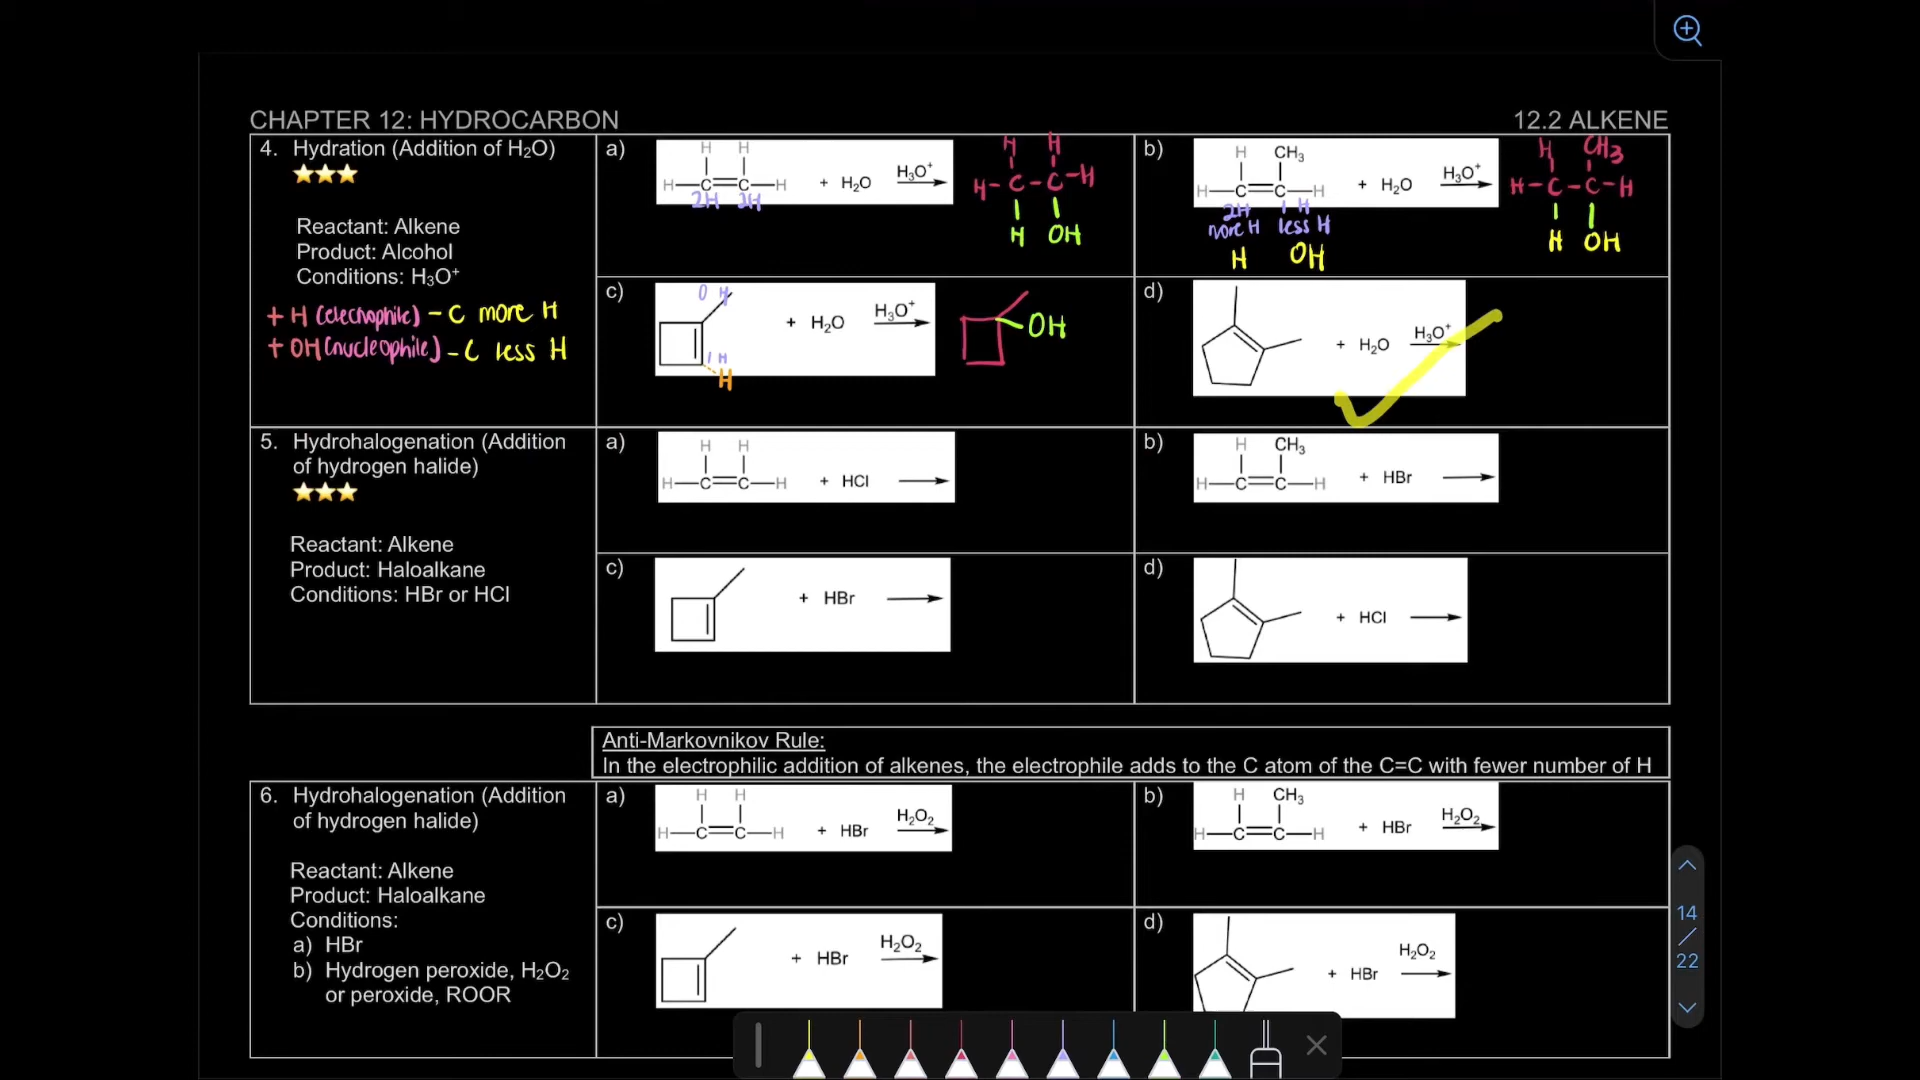 CHAPTER 12: HYDROCARBON
12.2 ALKENE
4. Hydration (Addition of H₂O)
Reactant: Alkene
Product: Alcohol
Conditions: H₃O⁺
+ H (electrophile) – C more H
+ OH (nucleophile) – C less H
a)
H H
H C C H + H₂O H₃O⁺
2H 2H
H H
H – C – C – H
H OH
b)
H CH₃
H C C H + H₂O H₃O⁺
2H 1 H
more H less H
H OH
H CH₃
H – C – C – H
H OH
c)
0 H
+ H₂O H₃O⁺
1 H
H
OH
d)
+ H₂O H₃O⁺
5. Hydrohalogenation (Addition
of hydrogen halide)
Reactant: Alkene
Product: Haloalkane
Conditions: HBr or HCl
a)
H H
H C C H + HCl
b)
H CH₃
H C C H + HBr
c)
+ HBr
d)
+ HCl
Anti-Markovnikov Rule:
In the electrophilic addition of alkenes, the electrophile adds to the C atom of the C=C with fewer number of H
6. Hydrohalogenation (Addition
of hydrogen halide)
Reactant: Alkene
Product: Haloalkane
Conditions:
a) HBr
b) Hydrogen peroxide, H₂O₂
or peroxide, ROOR
a)
H H
H C C H + HBr H₂O₂
b)
H CH₃
H C C H + HBr H₂O₂
c)
+ HBr H₂O₂
d)
+ HBr H₂O₂
14
/
22